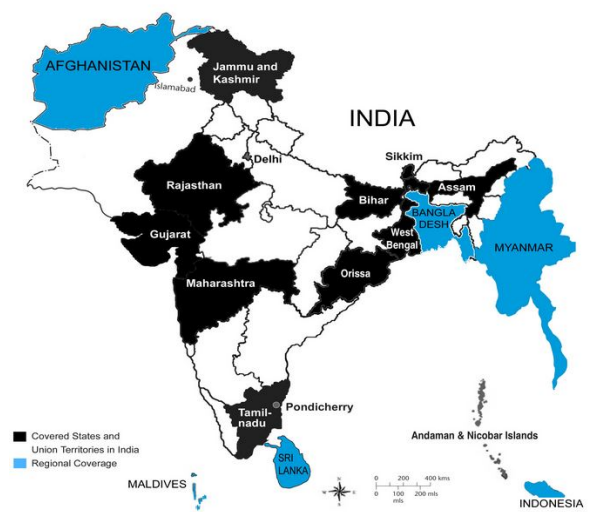 AFGHANISTAN
Jammu and
Kashmir
Islamabad
INDIA
Delhi
Sikkim
Rajasthan
Bihar
Assam
BANGLA
DESH
Gujarat
West
Bengal
MYANMAR
Orissa
Maharashtra
Pondicherry
Tamil-
nadu
Covered States and
Union Territories in India
Regional Coverage
Andaman & Nicobar Islands
SRI
LANKA
MALDIVES
0 200 400 kms
0 100 200 mls
mls
INDONESIA